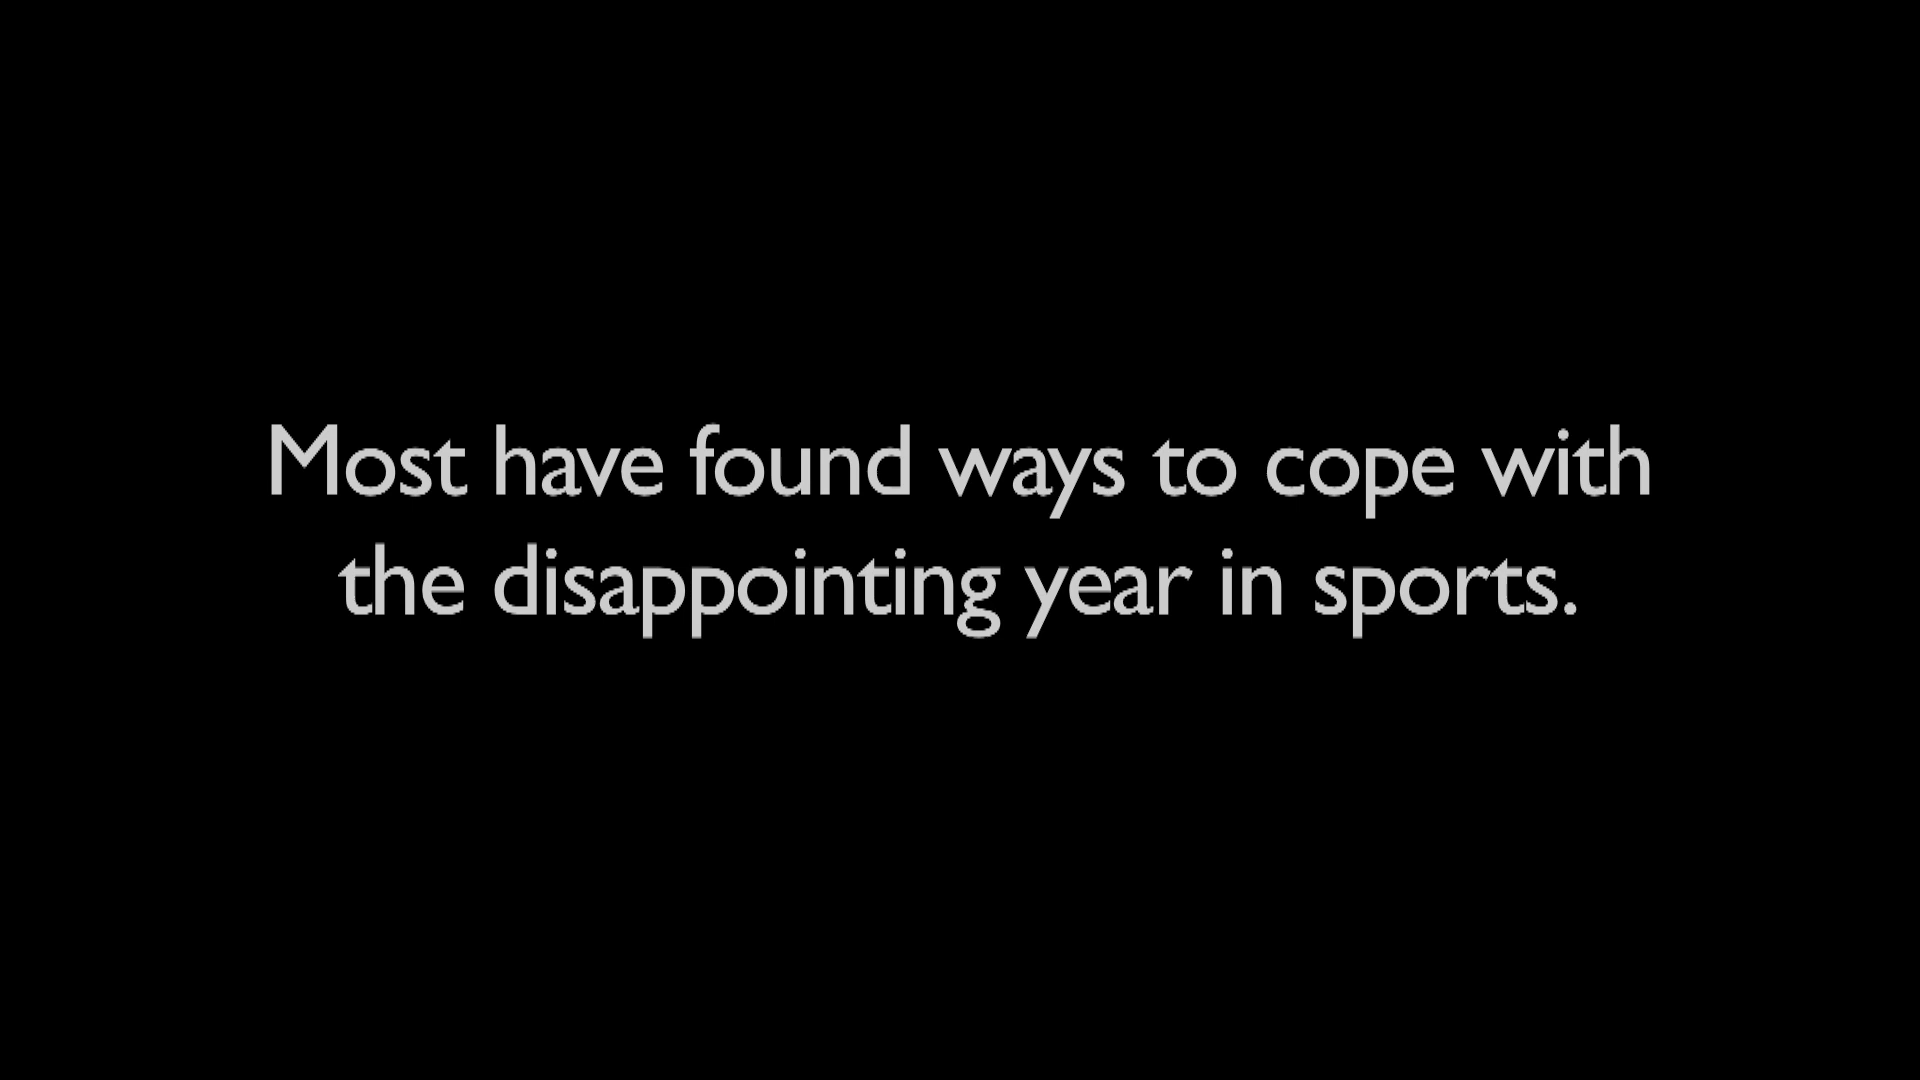 Most have found ways to cope with
the disappointing year in sports.